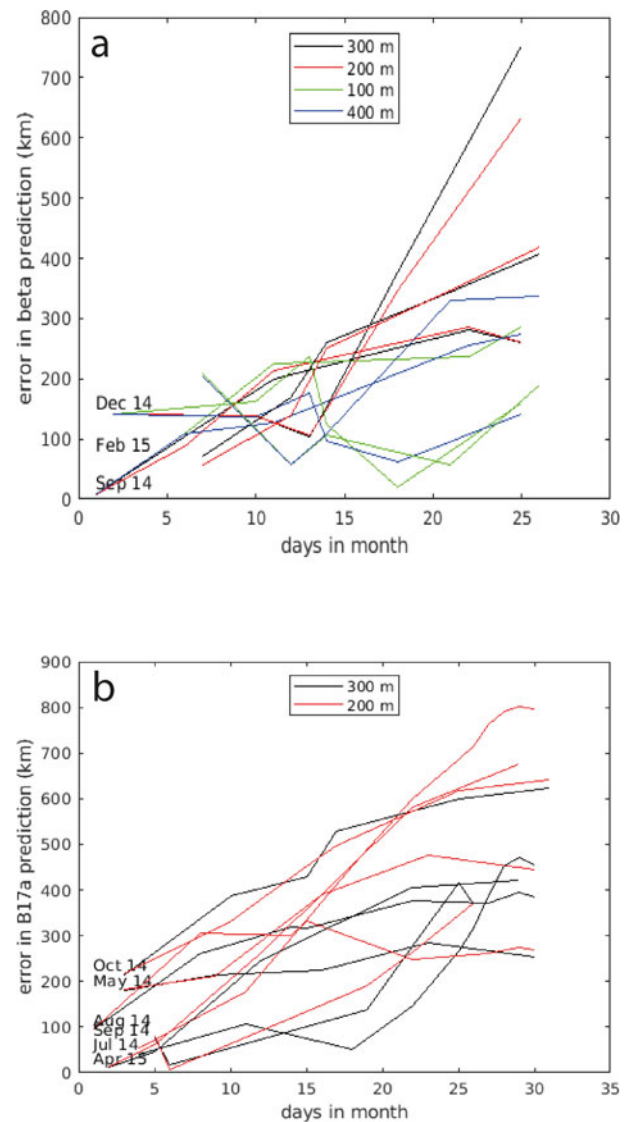 a
800
700
600
500
400
300
200
100
0
error in beta prediction (km)
300 m
200 m
100 m
400 m
Dec 14
Feb 15
Sep 14
0 5 10 15 20 25 30
days in month
b
900
800
700
600
500
400
300
200
100
0
error in B17a prediction (km)
300 m
200 m
Oct 14
May 14
Aug 14
Sep 14
Jul 14
Apr 15
0 5 10 15 20 25 30 35
days in month